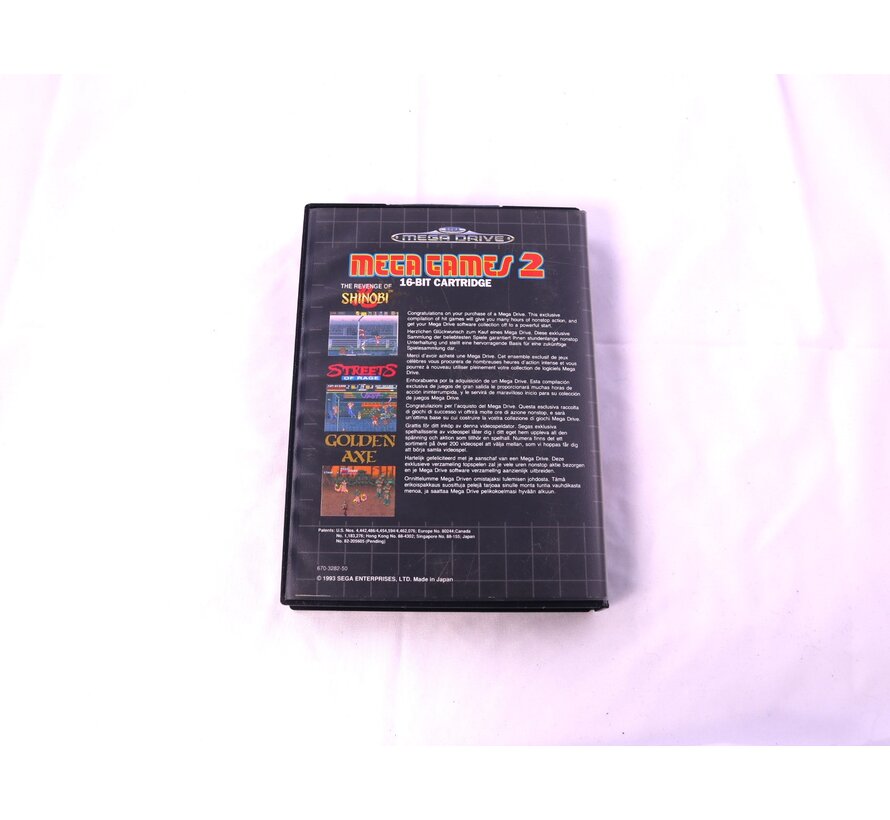 SEGA
MEGA DRIVE
MEGA GAMES 2
16-BIT CARTRIDGE
THE REVENGE OF
SHINOBI™
STREETS
OF RAGE
GOLDEN
AXE
Congratulations on your purchase of a Mega Drive. This exclusive
compilation of hit games will give you many hours of nonstop action, and
get your Mega Drive software collection off to a powerful start.
Herzlichen Glückwunsch zum Kauf eines Mega Drive. Diese exklusive
Sammlung der beliebtesten Spiele garantiert Ihnen stundenlange nonstop
Unterhaltung und stellt eine hervorragende Basis für eine zukünftige
Spielesammlung dar.
Merci d'avoir acheté une Mega Drive. Cet ensemble exclusif de jeux
célèbres vous procurera de nombreuses heures d'action intense et vous
pourrez à nouveau utiliser pleinement votre collection de logiciels Mega
Drive.
Enhorabuena por la adquisición de un Mega Drive. Esta compilación
exclusiva de juegos de gran salida le proporcionará muchas horas de
acción ininterrumpida, y le servirá de maravilloso inicio para su colección
de juegos Mega Drive.
Congratulazioni per l'acquisto del Mega Drive. Questa esclusiva raccolta
di giochi di successo vi offrirà molte ore di azione nonstop, e sarà
un'ottima base su cui costruire la vostra collezione di giochi Mega Drive.
Grattis för ditt inköp av denna videospeldator. Segas exklusiva
spelhallsserie av videospel låter dig i ditt eget hem uppleva all den
spänning och aktion som tillhör en spelhall. Numera finns det ett
sortiment på över 200 videospel att välja mellan, som vi hoppas får dig
att börja samla videospel.
Hartelijk gefeliciteerd met je aanschaf van een Mega Drive. Deze
exklusieve verzameling topspelen zal je vele uren nonstop aktie bezorgen
en je Mega Drive software verzameling aanzienlijk uitbreiden.
Onnittelumme Mega Driven omistajaksi tulemisen johdosta. Tämä
erikoispakkaus suosittuja pelejä tarjoaa sinulle monta tuntia vauhdikasta
menoa, ja saattaa Mega Drive pelikokoelmasi hyvään alkuun.
Patents: U.S. Nos. 4,442,486/4,454,594/4,462,076; Europe No. 80244;Canada
No. 1,183,276; Hong Kong No. 88-4302; Singapore No. 88-155; Japan
No. 82-205605 (Pending)
670-3282-50
© 1993 SEGA ENTERPRISES, LTD. Made in Japan